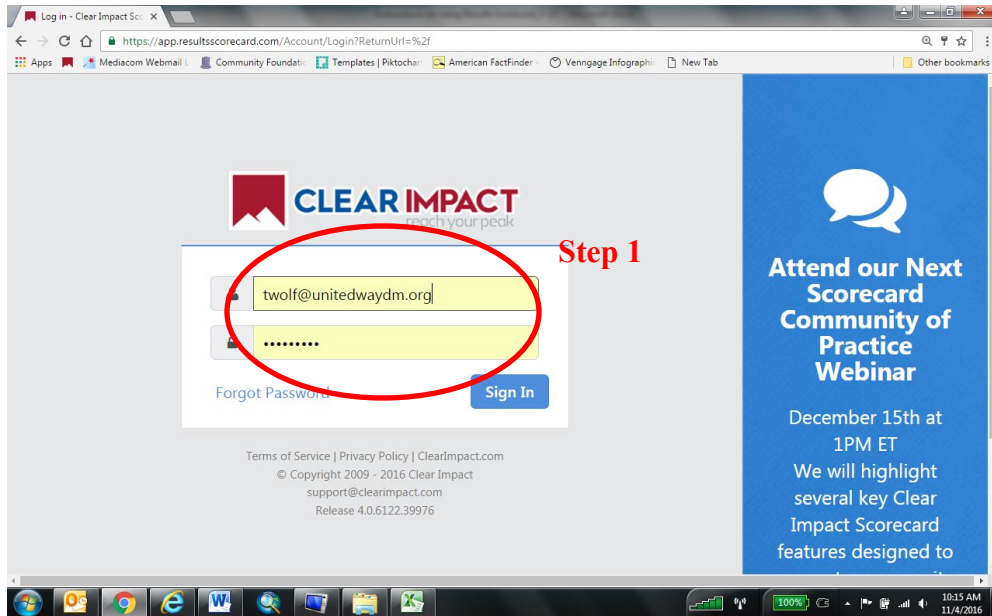 Log in - Clear Impact Sco
https://app.resultsscorecard.com/Account/Login?ReturnUrl=%2f
Apps
Mediacom Webmail L
Community Foundatio
Templates | Piktochar
American FactFinder -
Venngage Infographic
New Tab
Other bookmarks
CLEAR IMPACT
reach your peak
Step 1
twolf@unitedwaydm.org
•••••••••
Forgot Password
Sign In
Terms of Service | Privacy Policy | ClearImpact.com
© Copyright 2009 - 2016 Clear Impact
support@clearimpact.com
Release 4.0.6122.39976
Attend our Next
Scorecard
Community of
Practice
Webinar
December 15th at
1PM ET
We will highlight
several key Clear
Impact Scorecard
features designed to
100%
10:15 AM
11/4/2016